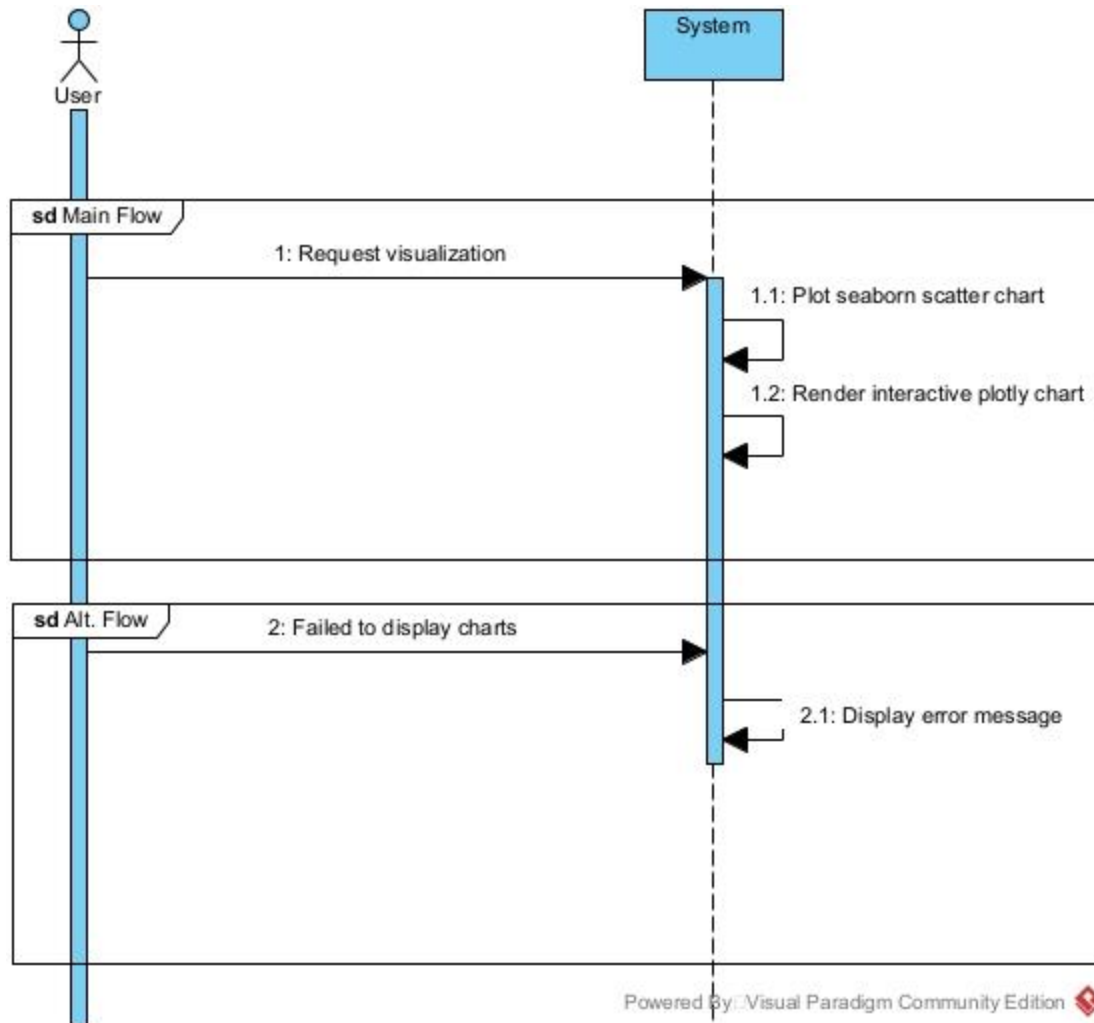 System
User
sd Main Flow
1: Request visualization
1.1: Plot seaborn scatter chart
1.2: Render interactive plotly chart
sd Alt. Flow
2: Failed to display charts
2.1: Display error message
Powered By Visual Paradigm Community Edition